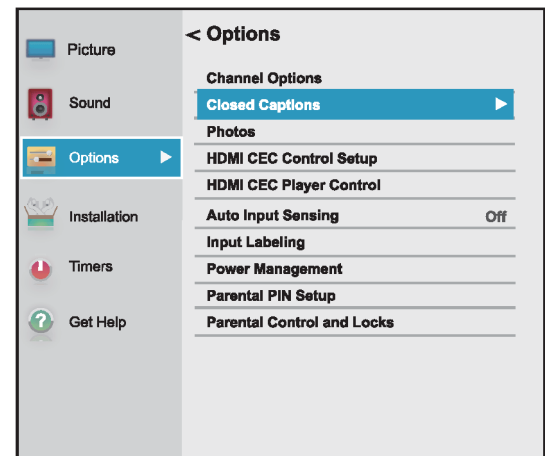 Picture
Sound
Options
Installation
Timers
Get Help
< Options
Channel Options
Closed Captions
Photos
HDMI CEC Control Setup
HDMI CEC Player Control
Auto Input Sensing Off
Input Labeling
Power Management
Parental PIN Setup
Parental Control and Locks